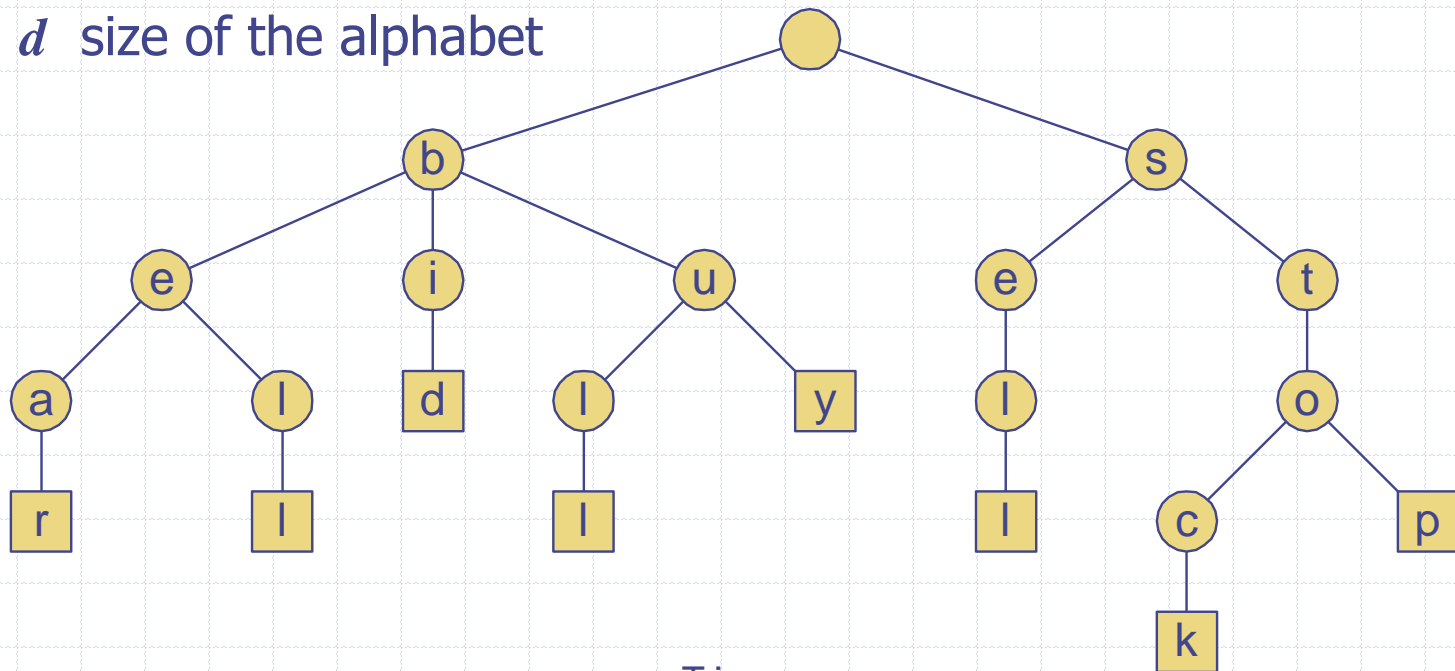 d size of the alphabet
b s
e i u e t
a l d l y l o
r l l l c p
k